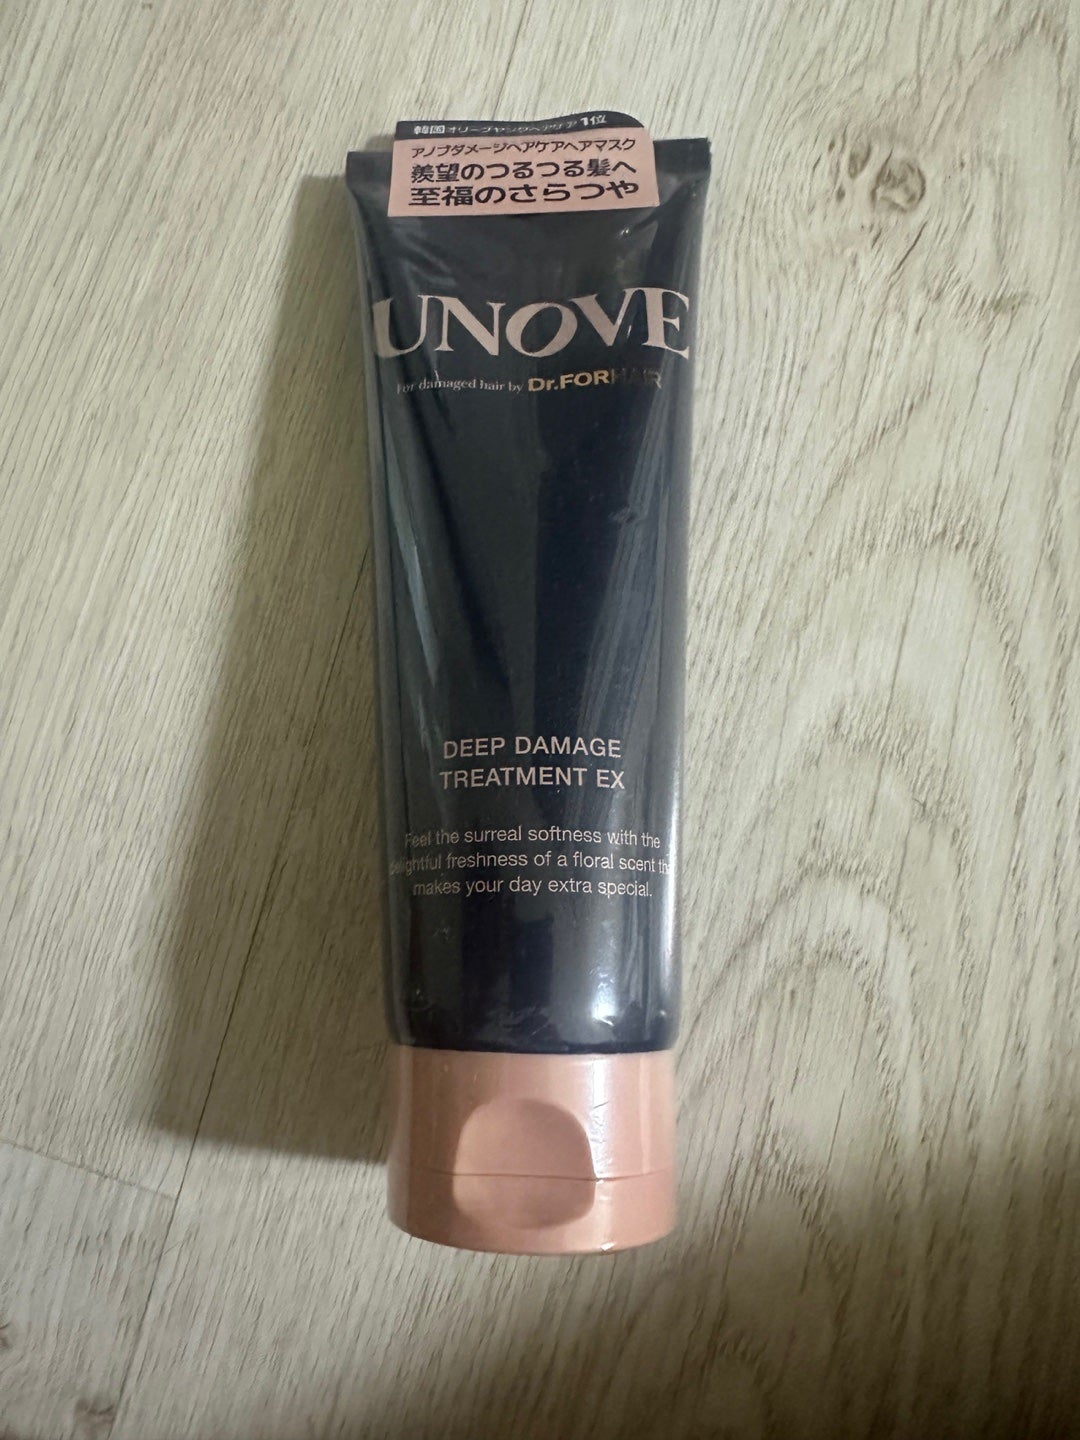 韓国オリーブヤングヘアケア1位
アノブダメージヘアケアヘアマスク
羨望のつるつる髪へ
至福のさらつや
UNOVE
For damaged hair by Dr.FORHAIR
DEEP DAMAGE
TREATMENT EX
Feel the surreal softness with the
delightful freshness of a floral scent th
makes your day extra special.